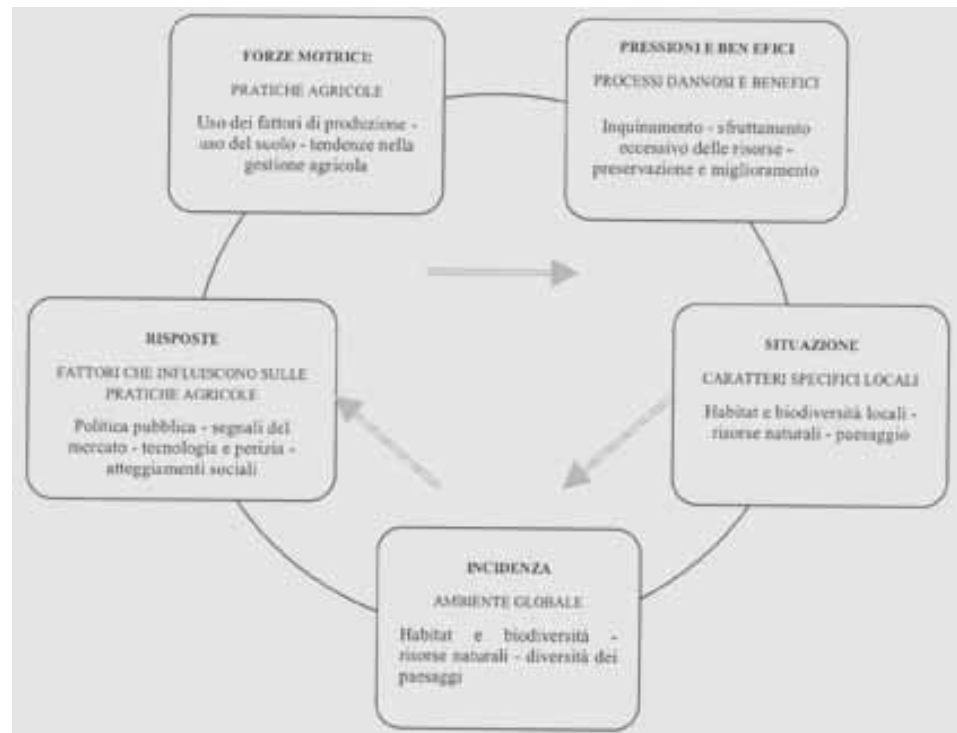 FORZE MOTRICI:
PRATICHE AGRICOLE
Uso dei fattori di produzione -
uso del suolo - tendenze nella
gestione agricola
PRESSIONI E BEN EFICI
PROCESSI DANNOSI E BENEFICI
Inquinamento - sfruttamento
eccessivo delle risorse -
preservazione e miglioramento
SITUAZIONE
CARATTERI SPECIFICI LOCALI
Habitat e biodiversità locali -
risorse naturali - paesaggio
INCIDENZA
AMBIENTE GLOBALE
Habitat e biodiversità -
risorse naturali - diversità dei
paesaggi
RISPOSTE
FATTORI CHE INFLUISCONO SULLE
PRATICHE AGRICOLE
Politica pubblica - segnali del
mercato - tecnologia e perizia -
atteggiamenti sociali